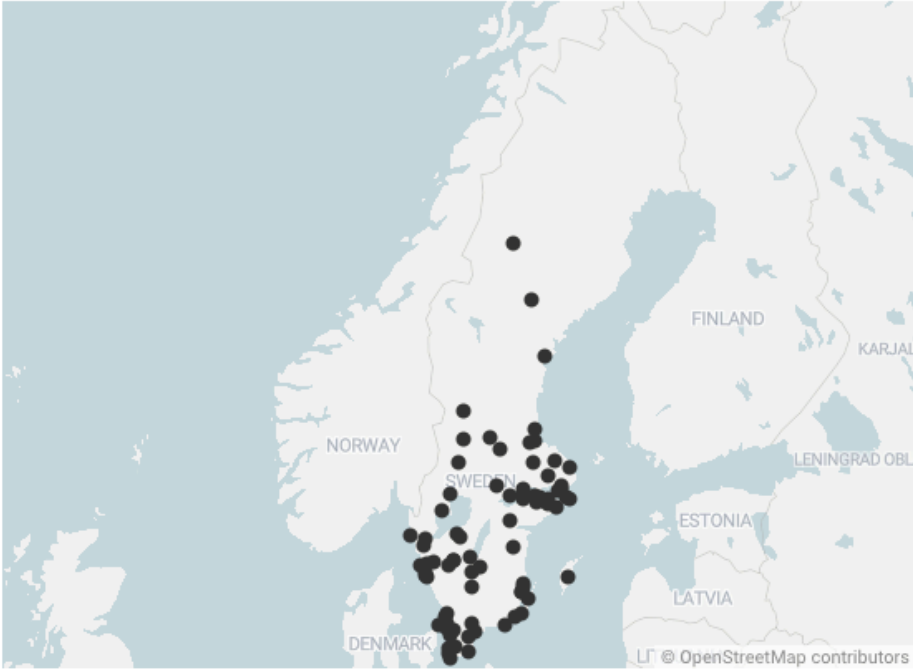 FINLAND
KARJAL
NORWAY
LENINGRAD OBL
SWEDEN
ESTONIA
LATVIA
DENMARK
© OpenStreetMap contributors